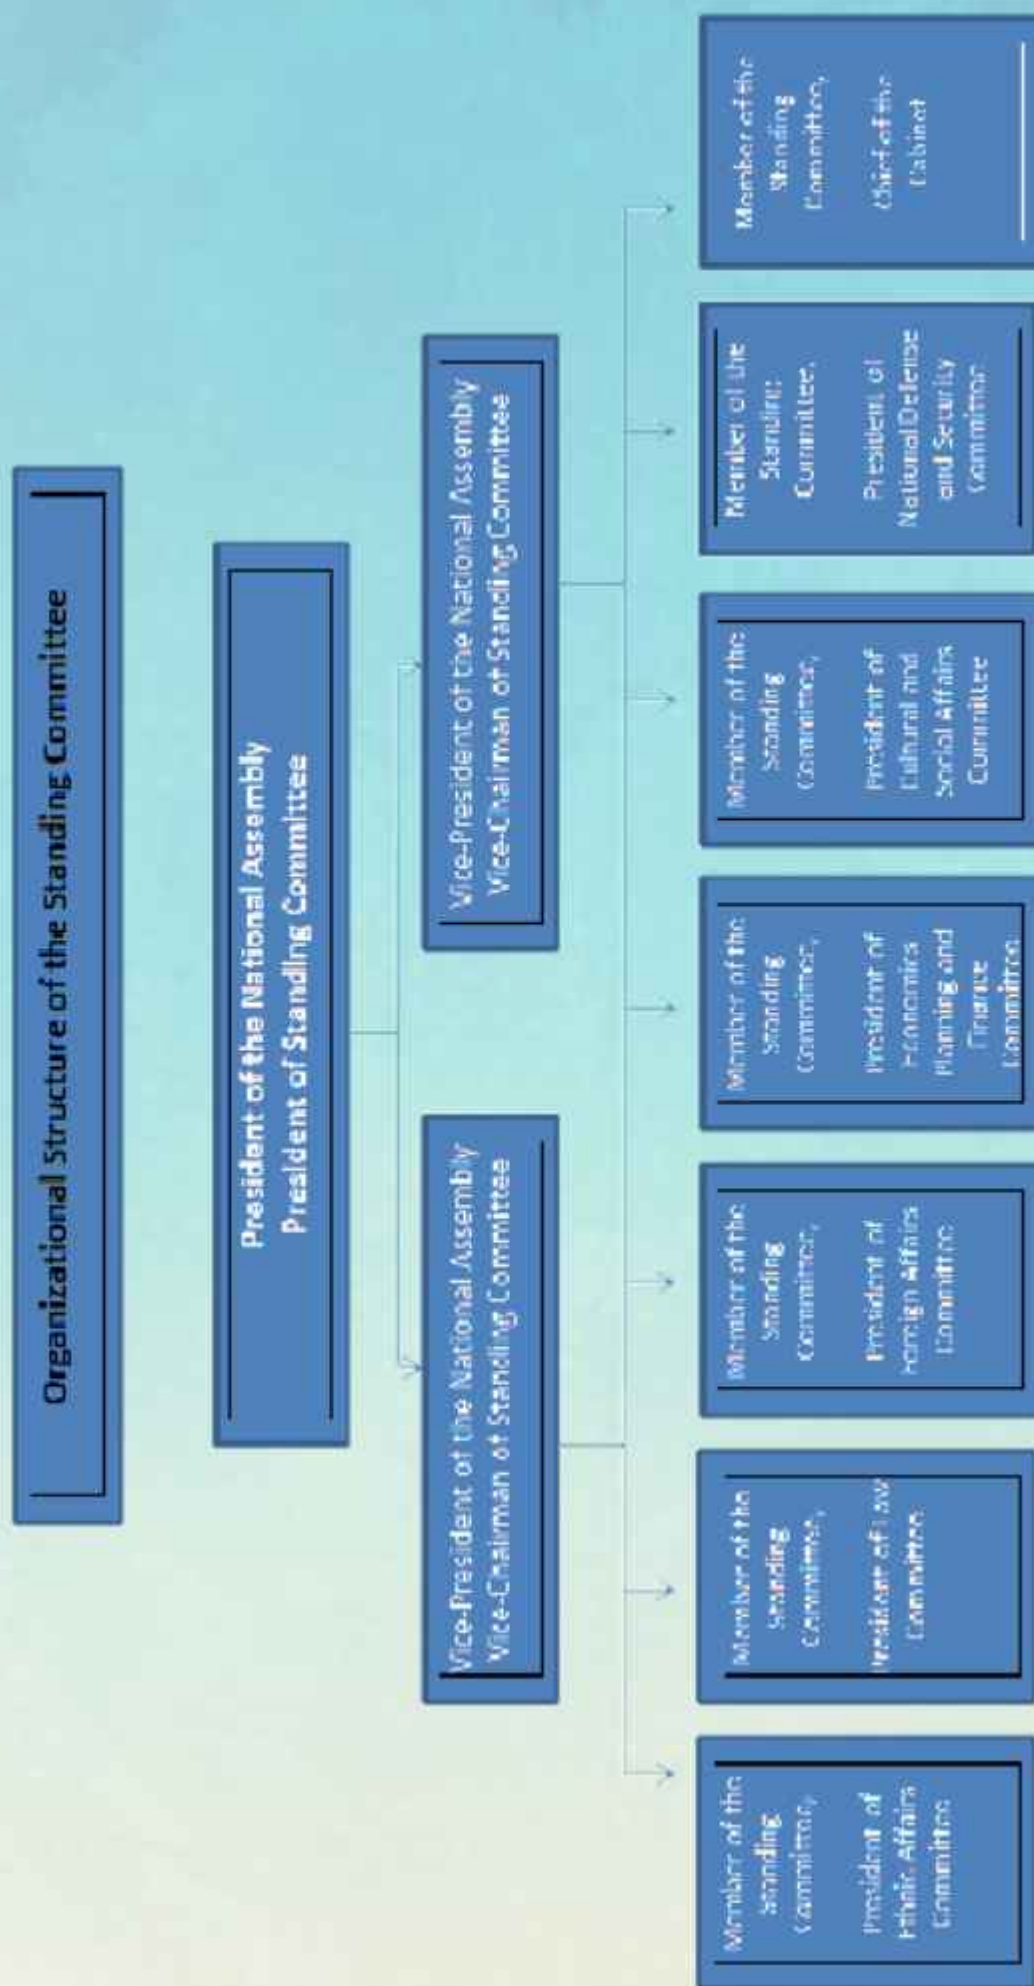 Organizational Structure of the Standing Committee
President of the National Assembly
President of Standing Committee
Vice-President of the National Assembly
Vice-Chairman of Standing Committee
Vice-President of the National Assembly
Vice-Chairman of Standing Committee
Member of the
Standing
Committee,
President of
Ethnic Affairs
Committee
Member of the
Standing
Committee,
President of Law
Committee
Member of the
Standing
Committee,
President of
Foreign Affairs
Committee
Member of the
Standing
Committee,
President of
Economics
Planning and
Finance
Committee
Member of the
Standing
Committee,
President of
Cultural and
Social Affairs
Committee
Member of the
Standing
Committee,
President of
National Defense
and Security
Committee
Member of the
Standing
Committee,
Chief of the
Cabinet